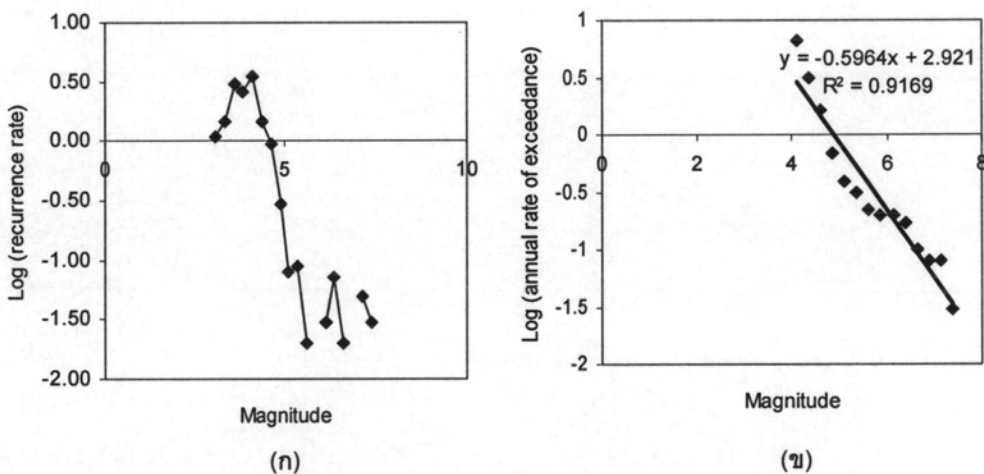 Log (recurrence rate)
1.00
0.50
0.00
-0.50
-1.00
-1.50
-2.00
0
5
10
Magnitude
(ก)
Log (annual rate of exceedance)
1
0.5
0
-0.5
-1
-1.5
-2
0
2
4
6
8
y = -0.5964x + 2.921
R² = 0.9169
Magnitude
(ข)